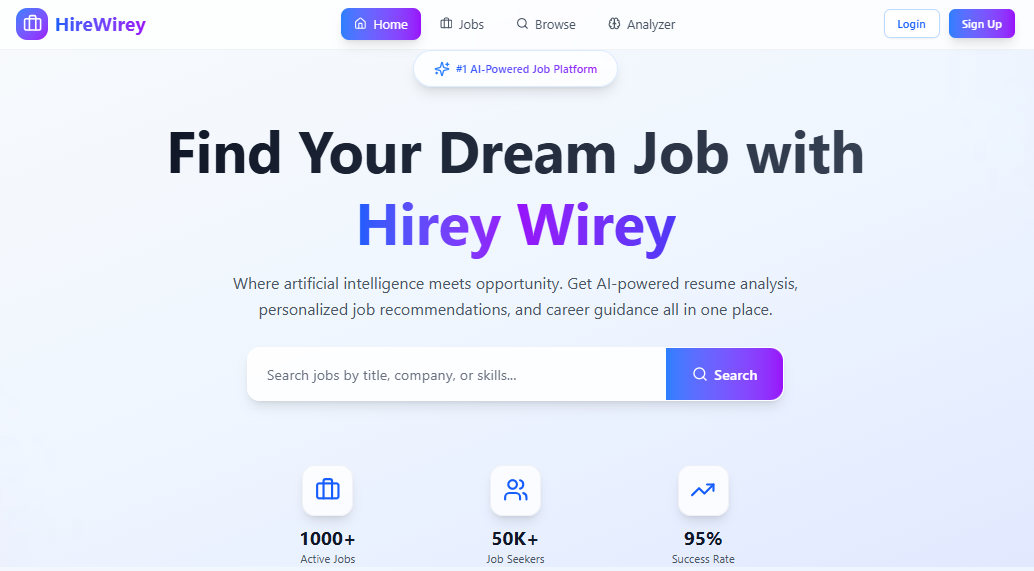 HireWirey
Home
Jobs
Browse
Analyzer
Login
Sign Up
#1 AI-Powered Job Platform
Find Your Dream Job with
Hirey Wirey
Where artificial intelligence meets opportunity. Get AI-powered resume analysis,
personalized job recommendations, and career guidance all in one place.
Search jobs by title, company, or skills...
Search
1000+
Active Jobs
50K+
Job Seekers
95%
Success Rate